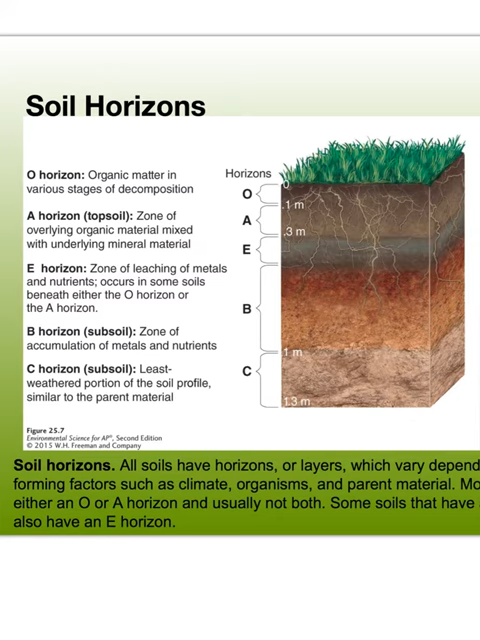 Soil Horizons
O horizon: Organic matter in
various stages of decomposition
A horizon (topsoil): Zone of
overlying organic material mixed
with underlying mineral material
E horizon: Zone of leaching of metals
and nutrients; occurs in some soils
beneath either the O horizon or
the A horizon.
B horizon (subsoil): Zone of
accumulation of metals and nutrients
C horizon (subsoil): Least-
weathered portion of the soil profile,
similar to the parent material
Horizons
O
A
E
B
C
0
.1 m
.3 m
1 m
1.3 m
Figure 25.7
Environmental Science for AP®, Second Edition
© 2015 W.H. Freeman and Company
Soil horizons. All soils have horizons, or layers, which vary depend
forming factors such as climate, organisms, and parent material. Mo
either an O or A horizon and usually not both. Some soils that have
also have an E horizon.